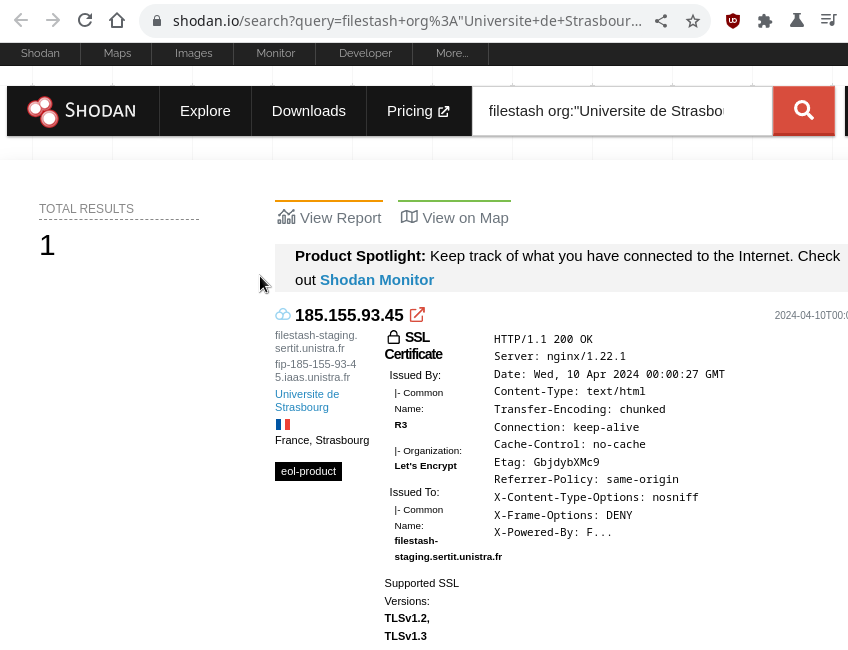 shodan.io/search?query=filestash+org%3A"Universite+de+Strasbour...
Shodan Maps Images Monitor Developer More...
SHODAN Explore Downloads Pricing filestash org:"Universite de Strasbo
TOTAL RESULTS
1
View Report View on Map
Product Spotlight: Keep track of what you have connected to the Internet. Check
out Shodan Monitor
185.155.93.45
2024-04-10T00:0
filestash-staging.
sertit.unistra.fr
fip-185-155-93-4
5.iaas.unistra.fr
Universite de
Strasbourg
France, Strasbourg
eol-product
SSL
Certificate
Issued By:
|- Common
Name:
R3
|- Organization:
Let's Encrypt
Issued To:
|- Common
Name:
filestash-
staging.sertit.unistra.fr
Supported SSL
Versions:
TLSv1.2,
TLSv1.3
HTTP/1.1 200 OK
Server: nginx/1.22.1
Date: Wed, 10 Apr 2024 00:00:27 GMT
Content-Type: text/html
Transfer-Encoding: chunked
Connection: keep-alive
Cache-Control: no-cache
Etag: GbjdybXMc9
Referrer-Policy: same-origin
X-Content-Type-Options: nosniff
X-Frame-Options: DENY
X-Powered-By: F...